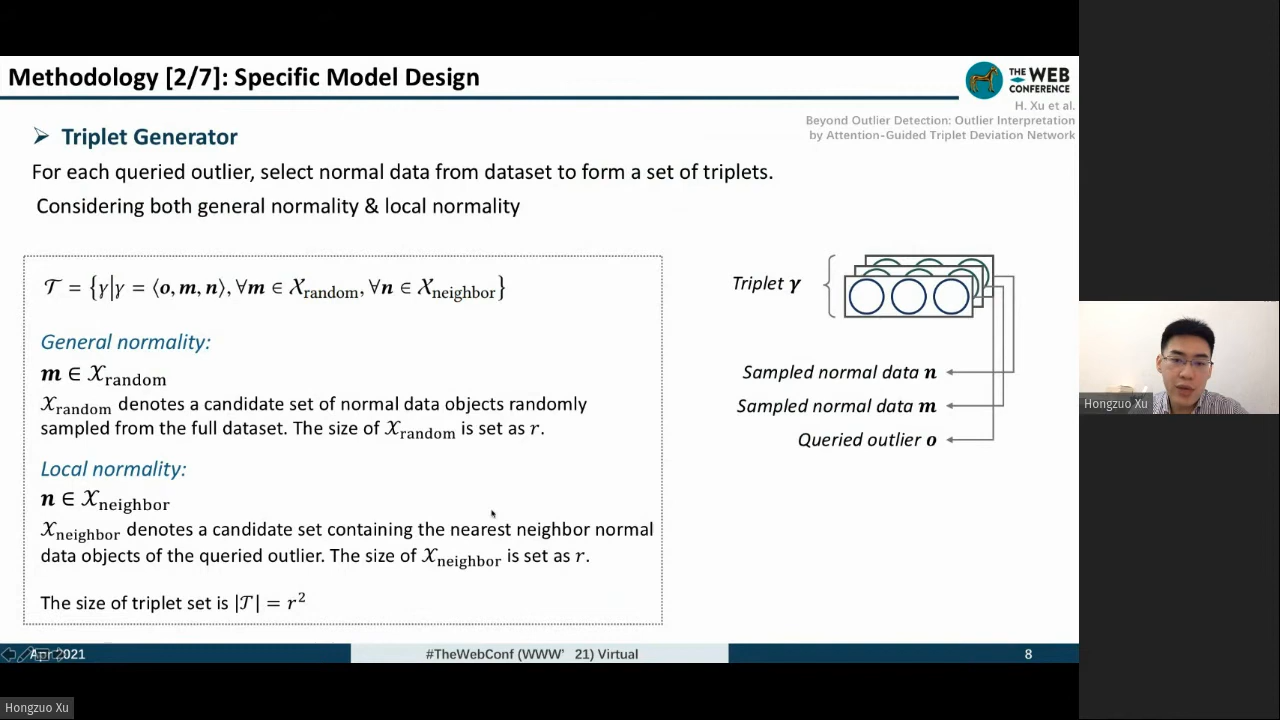 Methodology [2/7]: Specific Model Design
THE WEB
CONFERENCE
H. Xu et al.
Beyond Outlier Detection: Outlier Interpretation
by Attention-Guided Triplet Deviation Network
➢ Triplet Generator
For each queried outlier, select normal data from dataset to form a set of triplets.
Considering both general normality & local normality
𝒯 = {γ|γ = ⟨o, m, n⟩, ∀m ∈ 𝒳random, ∀n ∈ 𝒳neighbor}
General normality:
m ∈ 𝒳random
𝒳random denotes a candidate set of normal data objects randomly
sampled from the full dataset. The size of 𝒳random is set as r.
Local normality:
n ∈ 𝒳neighbor
𝒳neighbor denotes a candidate set containing the nearest neighbor normal
data objects of the queried outlier. The size of 𝒳neighbor is set as r.
The size of triplet set is |𝒯| = r²
Triplet γ
Sampled normal data n
Sampled normal data m
Queried outlier o
Hongzuo Xu
Apr 2021
#TheWebConf (WWW' 21) Virtual
8
Hongzuo Xu